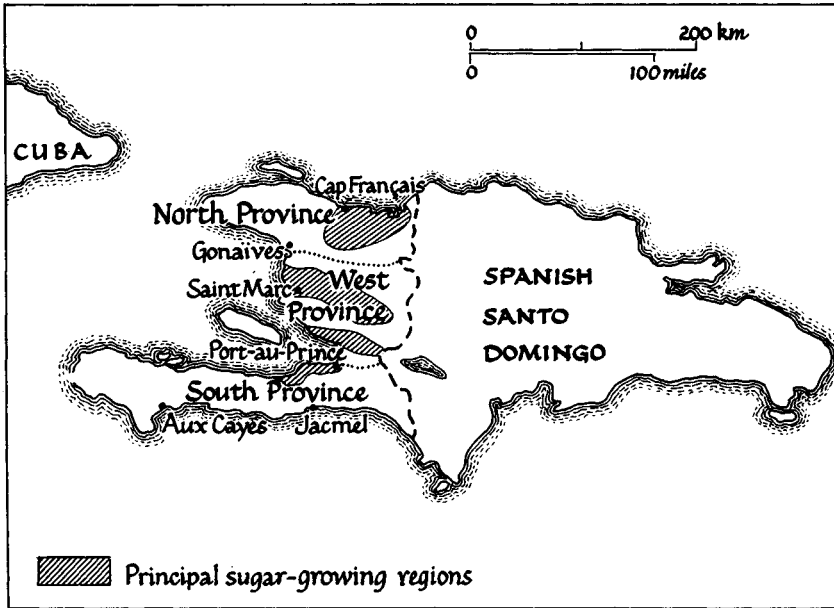 0 200 km
0 100 miles
CUBA
Cap Français
North Province
Gonaïves
West
Province
Saint Marc
SPANISH
SANTO
DOMINGO
Port-au-Prince
South Province
Aux Cayes Jacmel
Principal sugar-growing regions